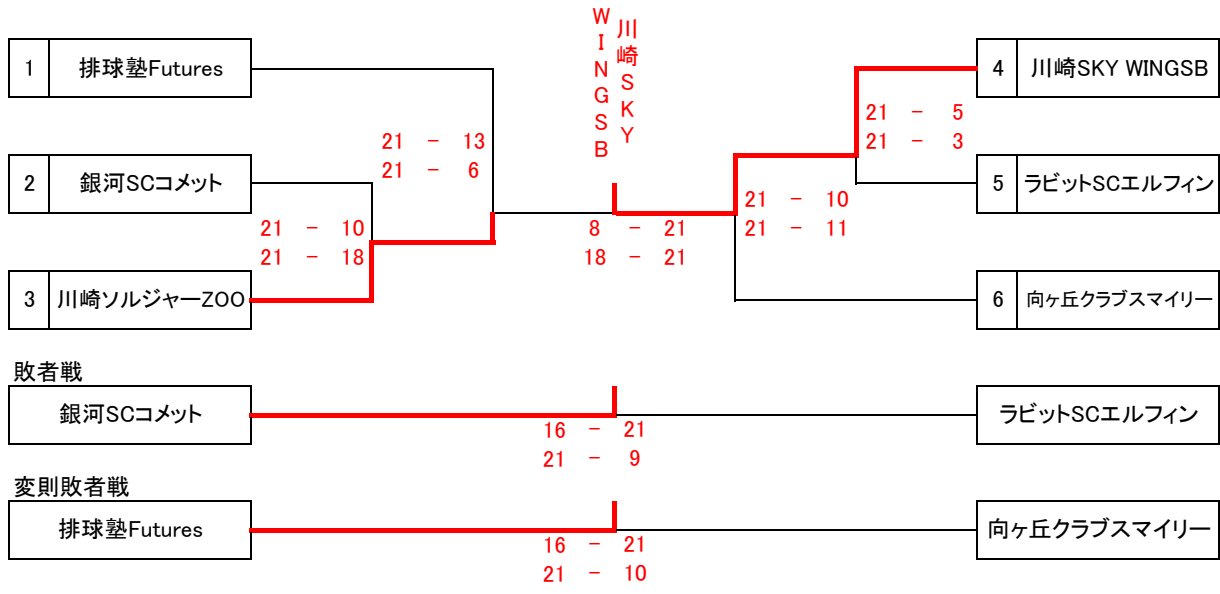 川崎SKY
WINGSB
1 排球塾Futures
2 銀河SCコメット
3 川崎ソルジャーZOO
21 - 13
21 - 6
21 - 10
21 - 18
8 - 21
18 - 21
4 川崎SKY WINGSB
5 ラビットSCエルフィン
6 向ヶ丘クラブスマイリー
21 - 5
21 - 3
21 - 10
21 - 11
敗者戦
銀河SCコメット
ラビットSCエルフィン
16 - 21
21 - 9
変則敗者戦
排球塾Futures
向ヶ丘クラブスマイリー
16 - 21
21 - 10